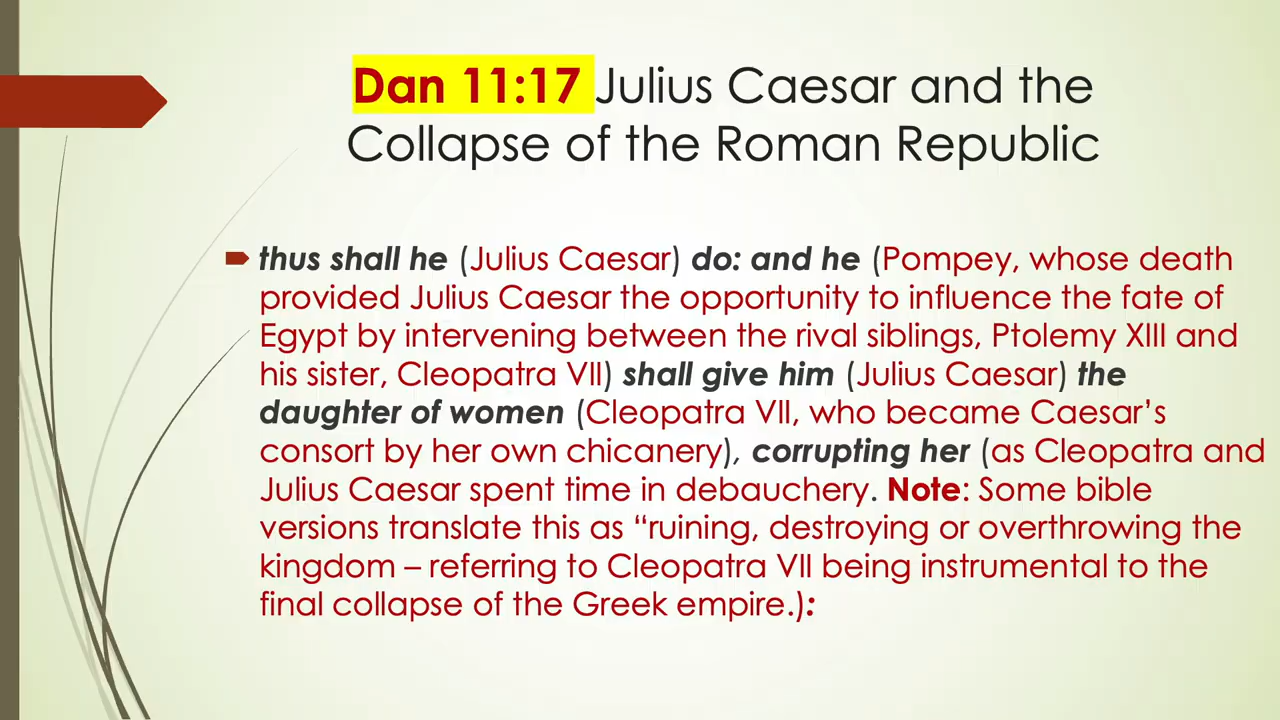 Dan 11:17 Julius Caesar and the
Collapse of the Roman Republic
thus shall he (Julius Caesar) do: and he (Pompey, whose death
provided Julius Caesar the opportunity to influence the fate of
Egypt by intervening between the rival siblings, Ptolemy XIII and
his sister, Cleopatra VII) shall give him (Julius Caesar) the
daughter of women (Cleopatra VII, who became Caesar’s
consort by her own chicanery), corrupting her (as Cleopatra and
Julius Caesar spent time in debauchery. Note: Some bible
versions translate this as “ruining, destroying or overthrowing the
kingdom – referring to Cleopatra VII being instrumental to the
final collapse of the Greek empire.):